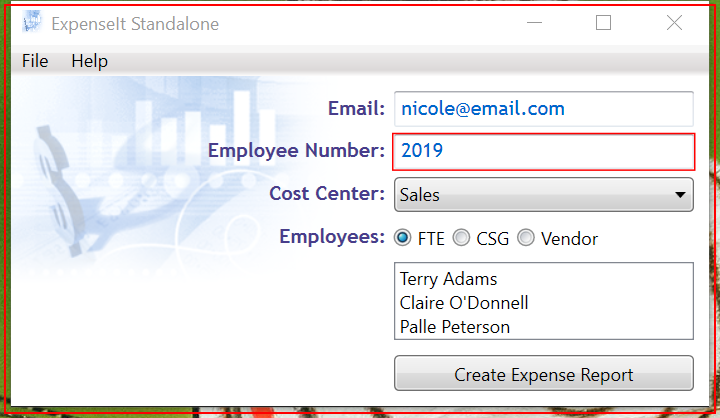 ExpenseIt Standalone
File Help
Email: nicole@email.com
Employee Number: 2019
Cost Center: Sales
Employees: FTE CSG Vendor
Terry Adams
Claire O'Donnell
Palle Peterson
Create Expense Report